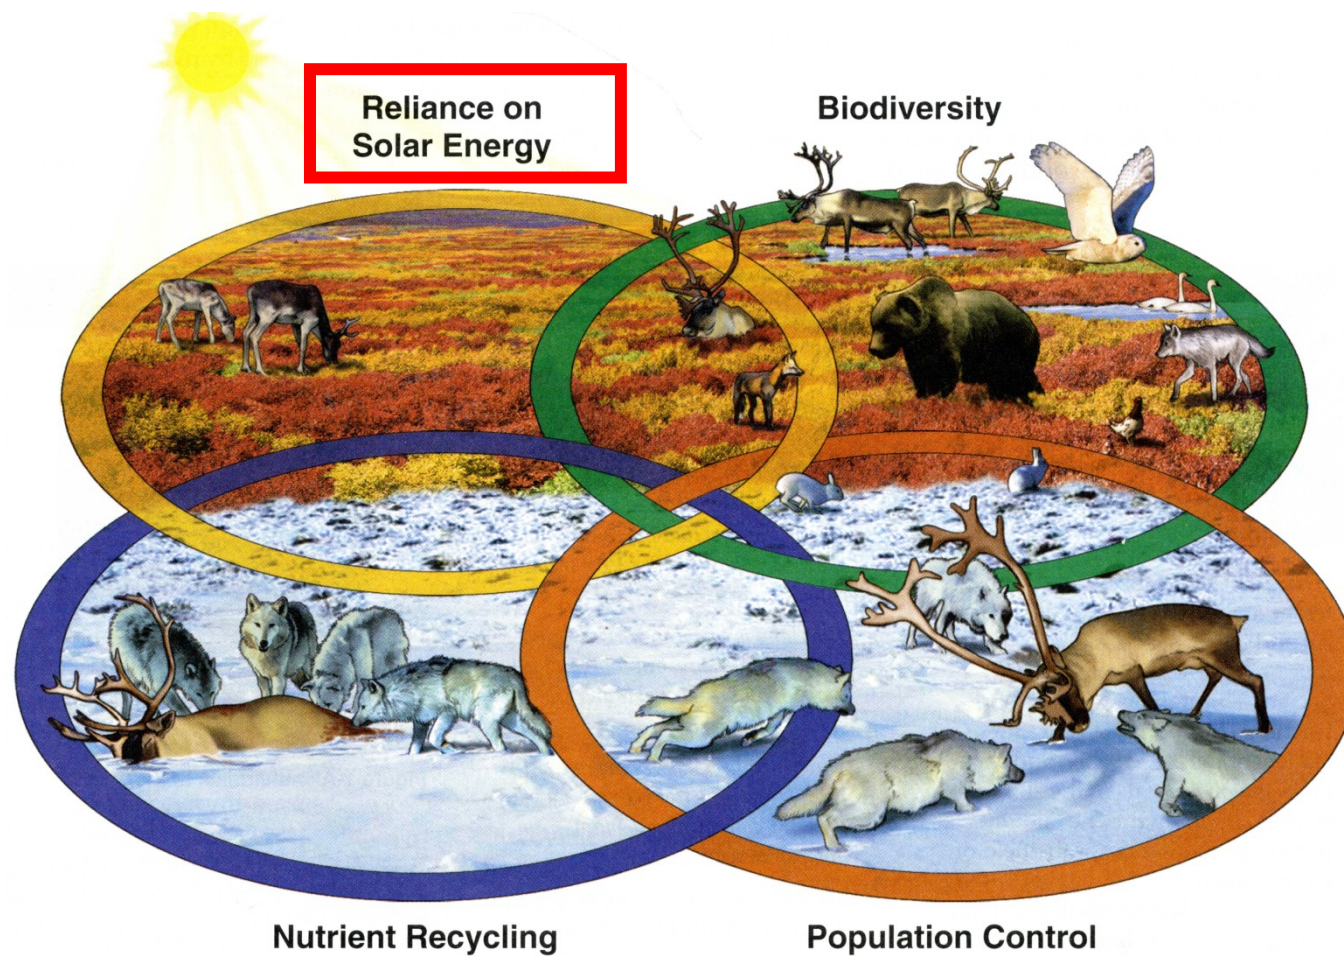 Reliance on
Solar Energy
Biodiversity
Nutrient Recycling
Population Control